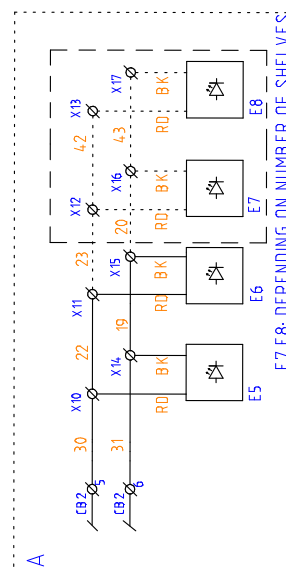 A
CB2
5
CB2
6
30
31
X10
X14
RD
BK
E5
22
19
X11
X15
RD
BK
E6
23
20
X12
X16
RD
BK
E7
42
43
X13
X17
RD
BK
E8
E7,E8: DEPENDING ON NUMBER OF SHELVES